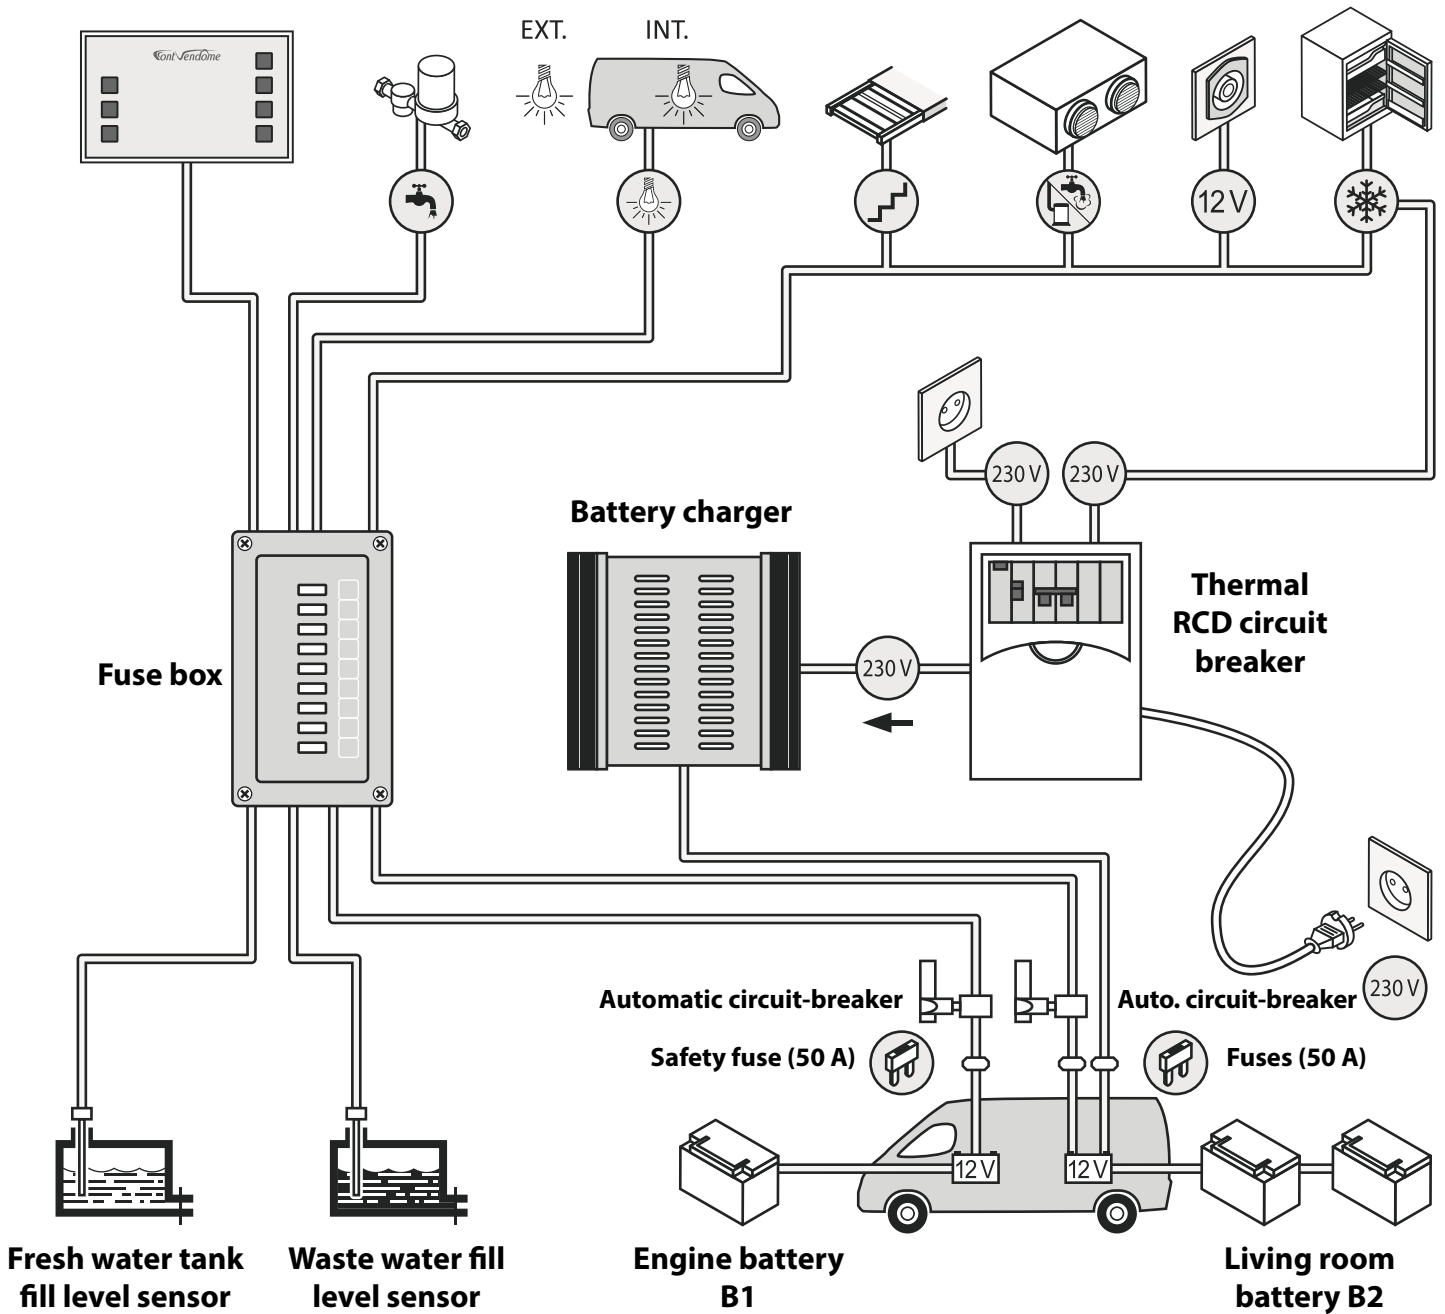 FontVendôme
EXT.
INT.
12 V
230 V
230 V
Battery charger
Thermal
RCD circuit
breaker
Fuse box
230 V
Automatic circuit-breaker
Auto. circuit-breaker
230 V
Safety fuse (50 A)
Fuses (50 A)
12 V
12 V
Fresh water tank
fill level sensor
Waste water fill
level sensor
Engine battery
B1
Living room
battery B2